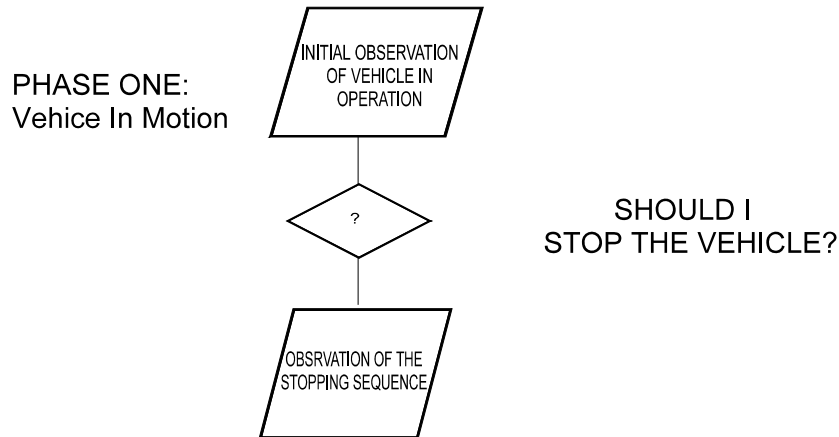 INITIAL OBSERVATION
OF VEHICLE IN
OPERATION
PHASE ONE:
Vehice In Motion
?
SHOULD I
STOP THE VEHICLE?
OBSRVATION OF THE
STOPPING SEQUENCE